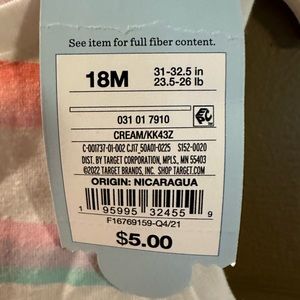 See item for full fiber content.
18M
31-32.5 in
23.5-26 lb
031 01 7910
CREAM/KK43Z
C-001737-01-002 CJ17_50A01-0225 S152-0020
DIST. BY TARGET CORPORATION, MPLS., MN 55403
©2022 TARGET BRANDS, INC. SHOP TARGET.COM
ORIGIN: NICARAGUA
1 95995 32455 9
F16769159-Q4/21
$5.00